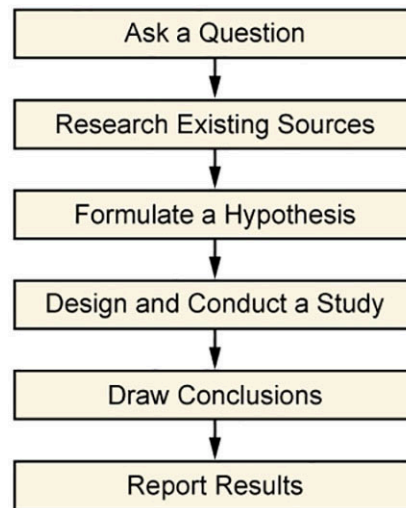 Ask a Question
Research Existing Sources
Formulate a Hypothesis
Design and Conduct a Study
Draw Conclusions
Report Results